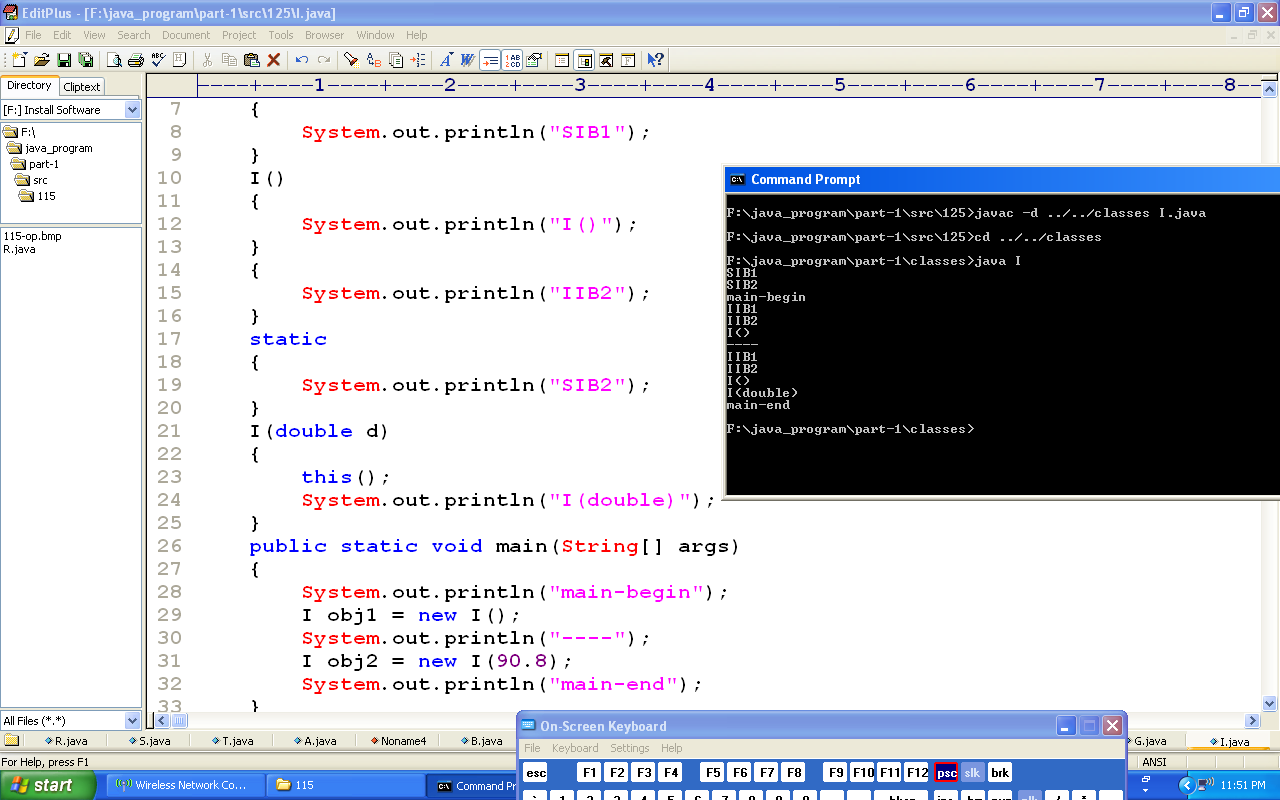 EditPlus - [F:\java_program\part-1\src\125\I.java]
File Edit View Search Document Project Tools Browser Window Help
Directory Cliptext
[F:] Install Software
F:\
java_program
part-1
src
115
115-op.bmp
R.java
All Files (*.*)
----+----1----+----2----+----3----+----4----+----5----+----6----+----7----+----8--
7 {
8 System.out.println("SIB1");
9 }
10 I()
11 {
12 System.out.println("I()");
13 }
14 {
15 System.out.println("IIB2");
16 }
17 static
18 {
19 System.out.println("SIB2");
20 }
21 I(double d)
22 {
23 this();
24 System.out.println("I(double)");
25 }
26 public static void main(String[] args)
27 {
28 System.out.println("main-begin");
29 I obj1 = new I();
30 System.out.println("----");
31 I obj2 = new I(90.8);
32 System.out.println("main-end");
33 }
Command Prompt
F:\java_program\part-1\src\125>javac -d ../../classes I.java
F:\java_program\part-1\src\125>cd ../../classes
F:\java_program\part-1\classes>java I
SIB1
SIB2
main-begin
IIB1
IIB2
I()
----
IIB1
IIB2
I()
I(double)
main-end
F:\java_program\part-1\classes>
On-Screen Keyboard
File Keyboard Settings Help
esc F1 F2 F3 F4 F5 F6 F7 F8 F9 F10 F11 F12 psc slk brk
R.java S.java T.java A.java Noname4 B.java G.java I.java
For Help, press F1
ANSI
start Wireless Network Co... 115 Command Pr
11:51 PM